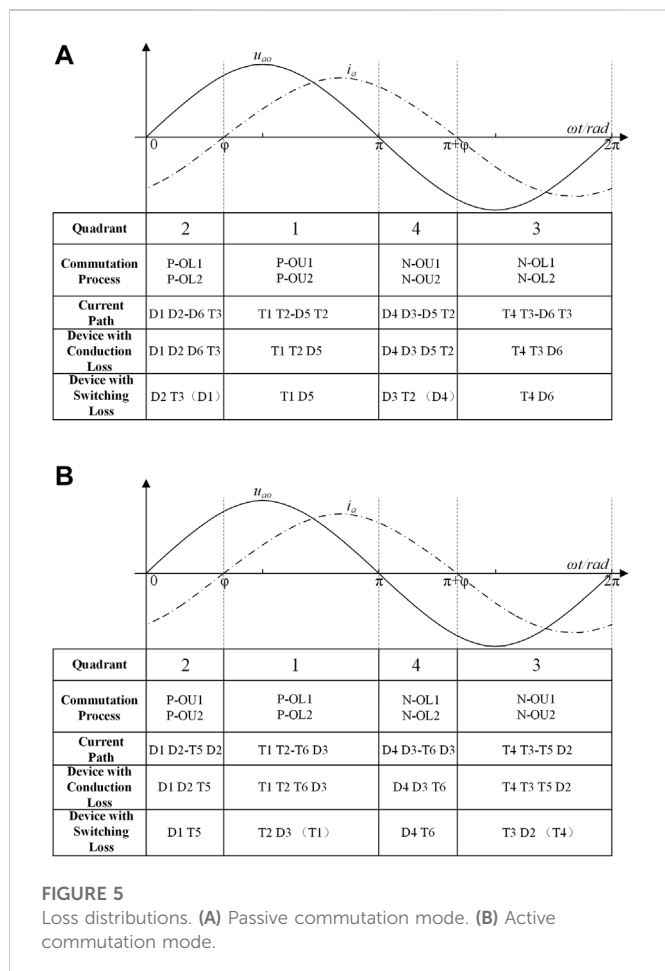 A
uao
ia
ωt/rad
0 φ π π+φ 2π
Quadrant 2 1 4 3
Commutation Process P-OL1 P-OL2 P-OU1 P-OU2 N-OU1 N-OU2 N-OL1 N-OL2
Current Path D1 D2-D6 T3 T1 T2-D5 T2 D4 D3-D5 T2 T4 T3-D6 T3
Device with Conduction Loss D1 D2 D6 T3 T1 T2 D5 D4 D3 D5 T2 T4 T3 D6
Device with Switching Loss D2 T3（D1） T1 D5 D3 T2（D4） T4 D6
B
uao
ia
ωt/rad
0 φ π π+φ 2π
Quadrant 2 1 4 3
Commutation Process P-OU1 P-OU2 P-OL1 P-OL2 N-OL1 N-OL2 N-OU1 N-OU2
Current Path D1 D2-T5 D2 T1 T2-T6 D3 D4 D3-T6 D3 T4 T3-T5 D2
Device with Conduction Loss D1 D2 T5 T1 T2 T6 D3 D4 D3 T6 T4 T3 T5 D2
Device with Switching Loss D1 T5 T2 D3（T1） D4 T6 T3 D2（T4）
FIGURE 5
Loss distributions. (A) Passive commutation mode. (B) Active
commutation mode.